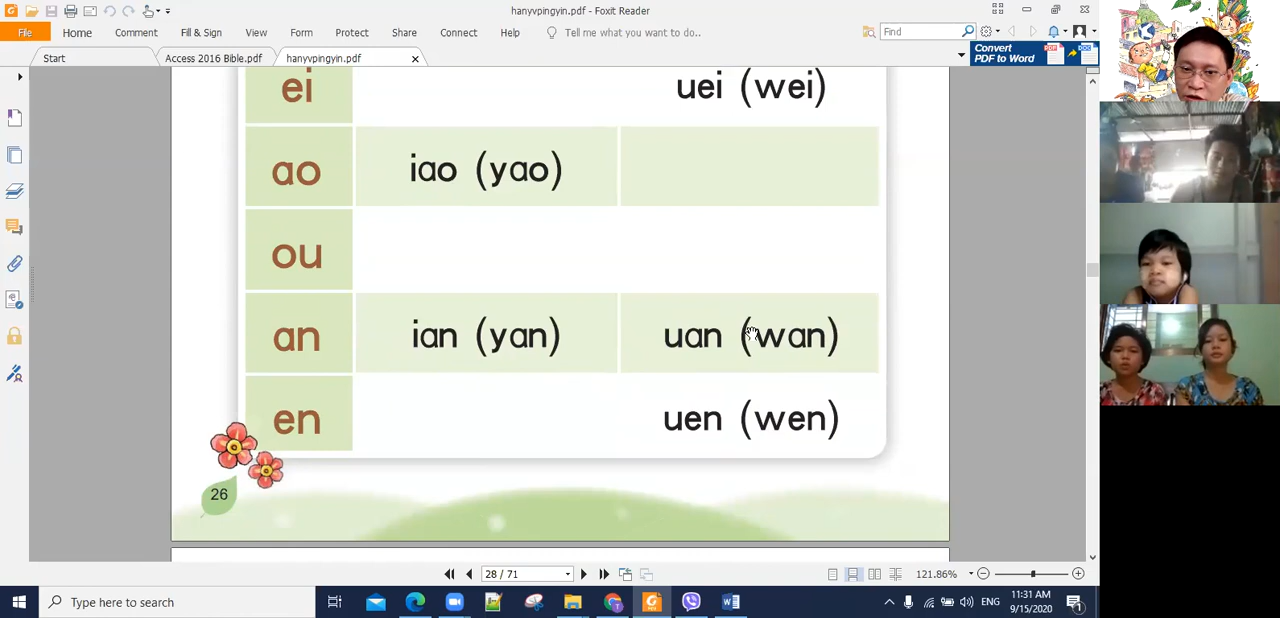 hanyvpingyin.pdf - Foxit Reader
File Home Comment Fill & Sign View Form Protect Share Connect Help Tell me what you want to do.. Find
Start Access 2016 Bible.pdf hanyvpingyin.pdf
Convert
PDF to Word
ei uei (wei)
ao iao (yao)
ou
an ian (yan) uan (wan)
en uen (wen)
26
28 / 71 121.86%
Type here to search
ENG
11:31 AM
9/15/2020
1